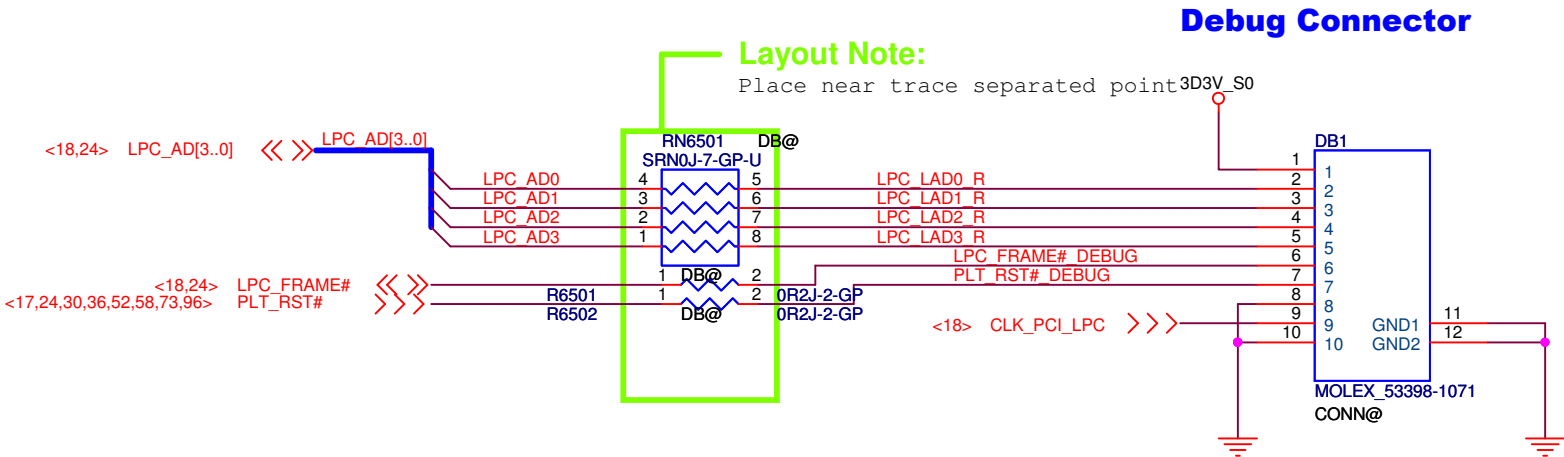 Debug Connector
Layout Note:
Place near trace separated point
3D3V_S0
<18,24> LPC_AD[3..0]
LPC_AD[3..0]
RN6501 DB@
SRN0J-7-GP-U
DB1
1 1
LPC_AD0 4 5 LPC_LAD0_R 2 2
LPC_AD1 3 6 LPC_LAD1_R 3 3
LPC_AD2 2 7 LPC_LAD2_R 4 4
LPC_AD3 1 8 LPC_LAD3_R 5 5
LPC_FRAME#_DEBUG 6 6
<18,24> LPC_FRAME# 1 DB@ 2 PLT_RST#_DEBUG 7 7
R6501 0R2J-2-GP
<17,24,30,36,52,58,73,96> PLT_RST# 1 2 8 8
R6502 DB@ 0R2J-2-GP
<18> CLK_PCI_LPC 9 9 GND1 11
10 10 GND2 12
MOLEX_53398-1071
CONN@